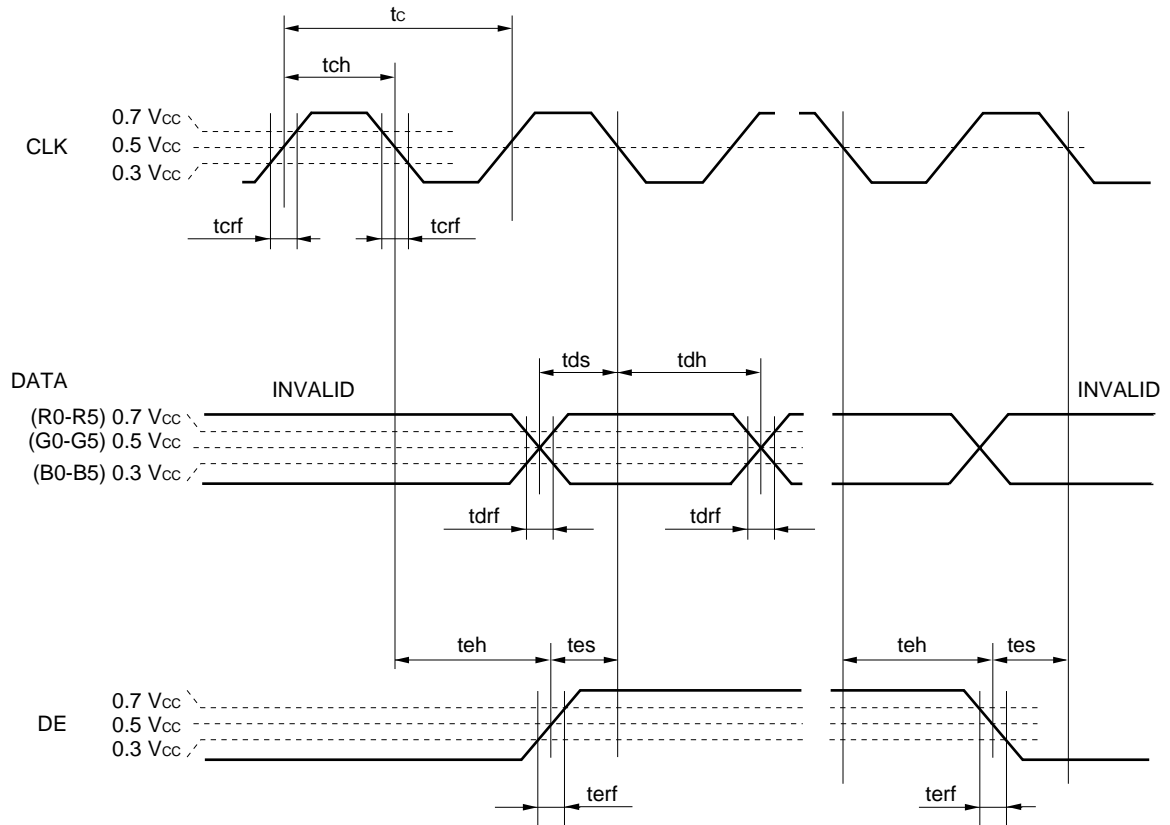 tc
tch
0.7 Vcc
CLK 0.5 Vcc
0.3 Vcc
tcrf tcrf
tds tdh
DATA
INVALID INVALID
(R0-R5) 0.7 Vcc
(G0-G5) 0.5 Vcc
(B0-B5) 0.3 Vcc
tdrf tdrf
teh tes teh tes
0.7 Vcc
DE 0.5 Vcc
0.3 Vcc
terf terf